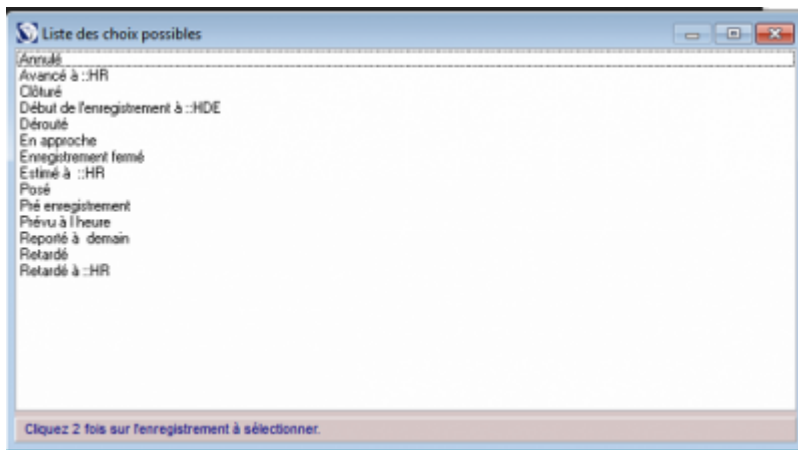 Liste des choix possibles
Annulé
Avancé à ::HR
Clôturé
Début de l'enregistrement à ::HDE
Dérouté
En approche
Enregistrement fermé
Estimé à ::HR
Posé
Pré enregistrement
Prévu à l heure
Reporté à demain
Retardé
Retardé à ::HR
Cliquez 2 fois sur l'enregistrement à sélectionner.